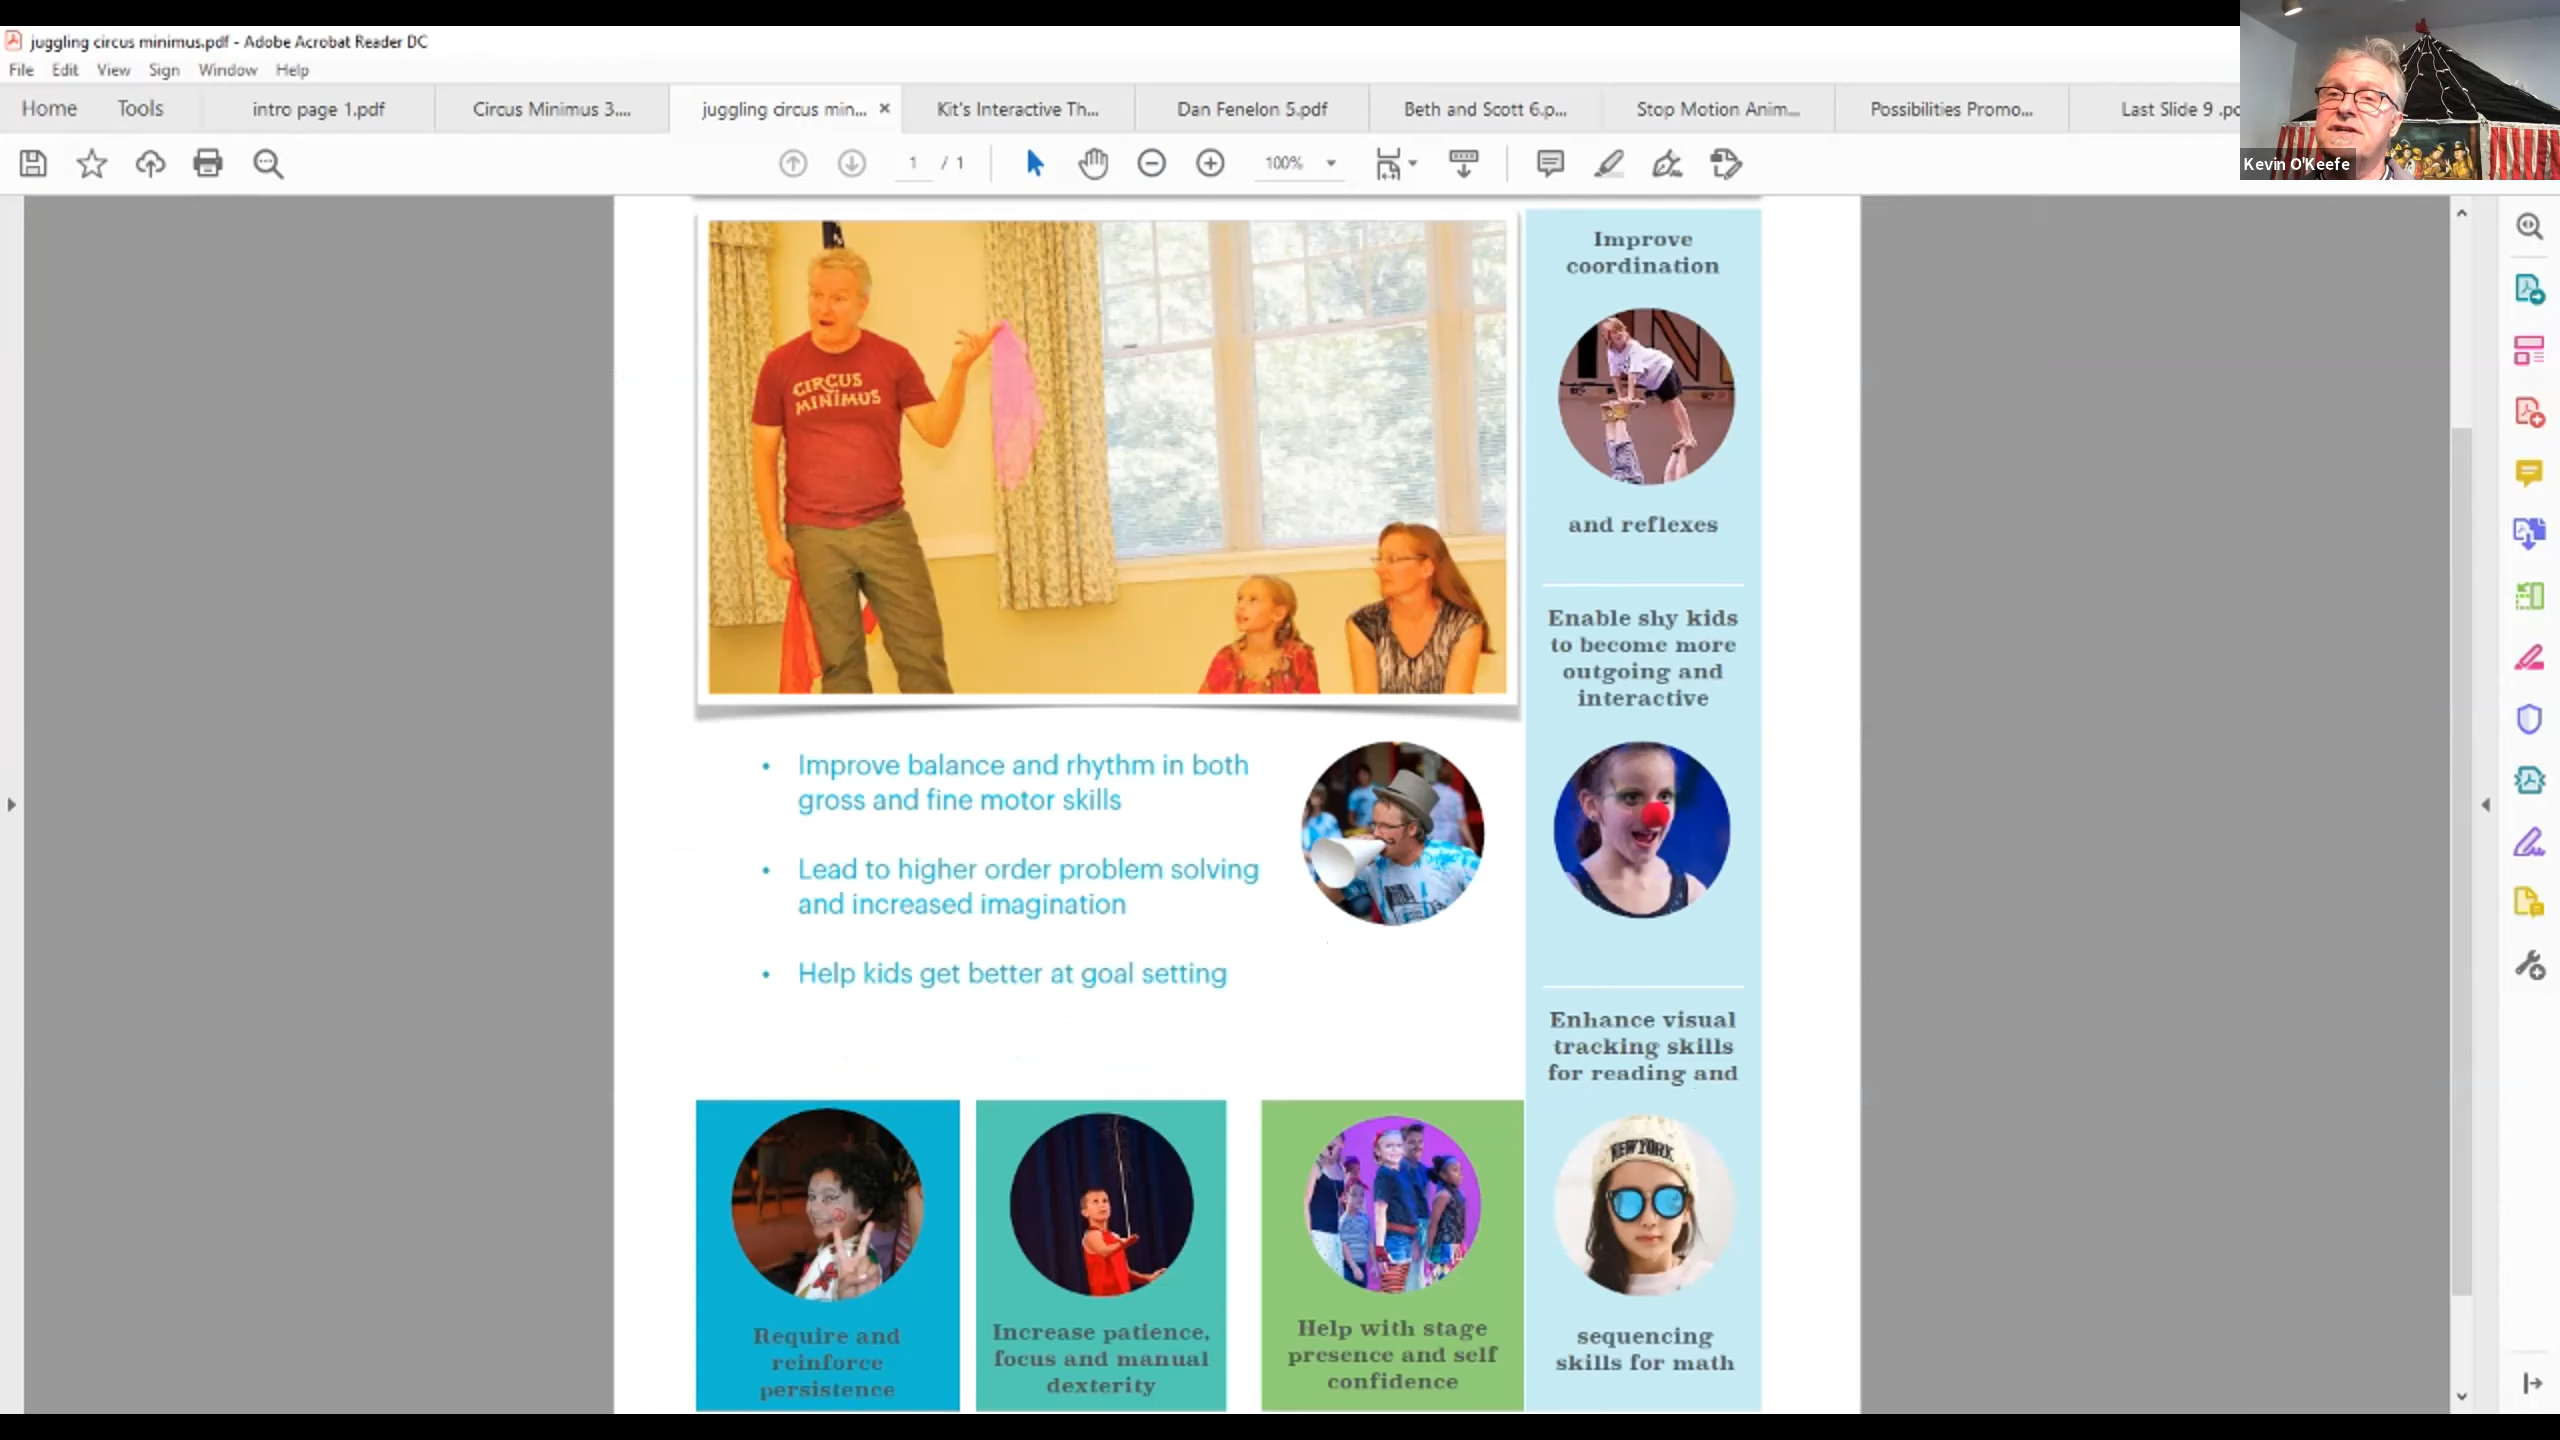 juggling circus minimus.pdf - Adobe Acrobat Reader DC
File Edit View Sign Window Help
Home Tools intro page 1.pdf Circus Minimus 3.... juggling circus min... × Kit's Interactive Th... Dan Fenelon 5.pdf Beth and Scott 6.p... Stop Motion Anim... Possibilities Promo... Last Slide 9 .pd
1 / 1 100%
Kevin O'Keefe
CIRCUS
MINIMUS
Improve
coordination
and reflexes
Enable shy kids
to become more
outgoing and
interactive
• Improve balance and rhythm in both
gross and fine motor skills
• Lead to higher order problem solving
and increased imagination
• Help kids get better at goal setting
Enhance visual
tracking skills
for reading and
NEW YORK
sequencing
skills for math
Require and
reinforce
persistence
Increase patience,
focus and manual
dexterity
Help with stage
presence and self
confidence